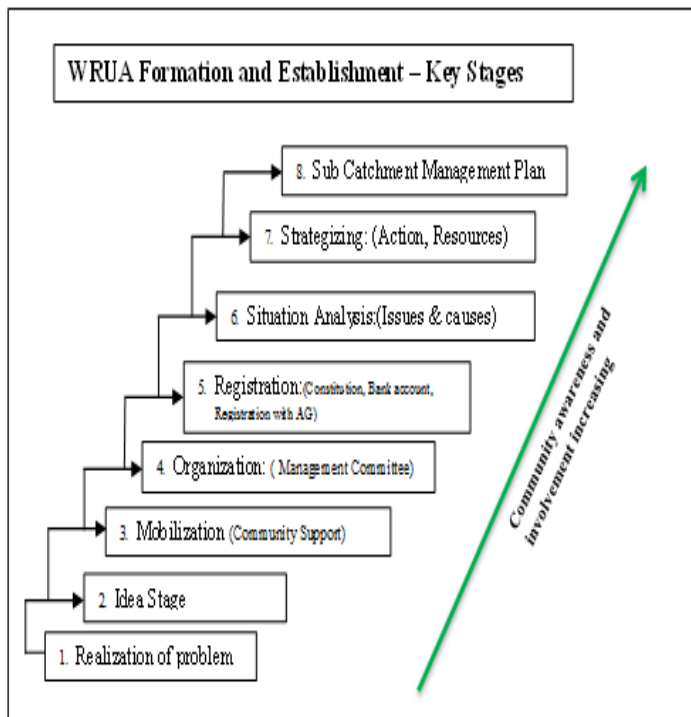 WRUA Formation and Establishment – Key Stages
8. Sub Catchment Management Plan
7. Strategizing: (Action, Resources)
6. Situation Analysis:(Issues & causes)
5. Registration:(Constitution, Bank account,
Registration with AG)
4. Organization: ( Management Committee)
3. Mobilization (Community Support)
2. Idea Stage
1. Realization of problem
Community awareness and
involvement increasing